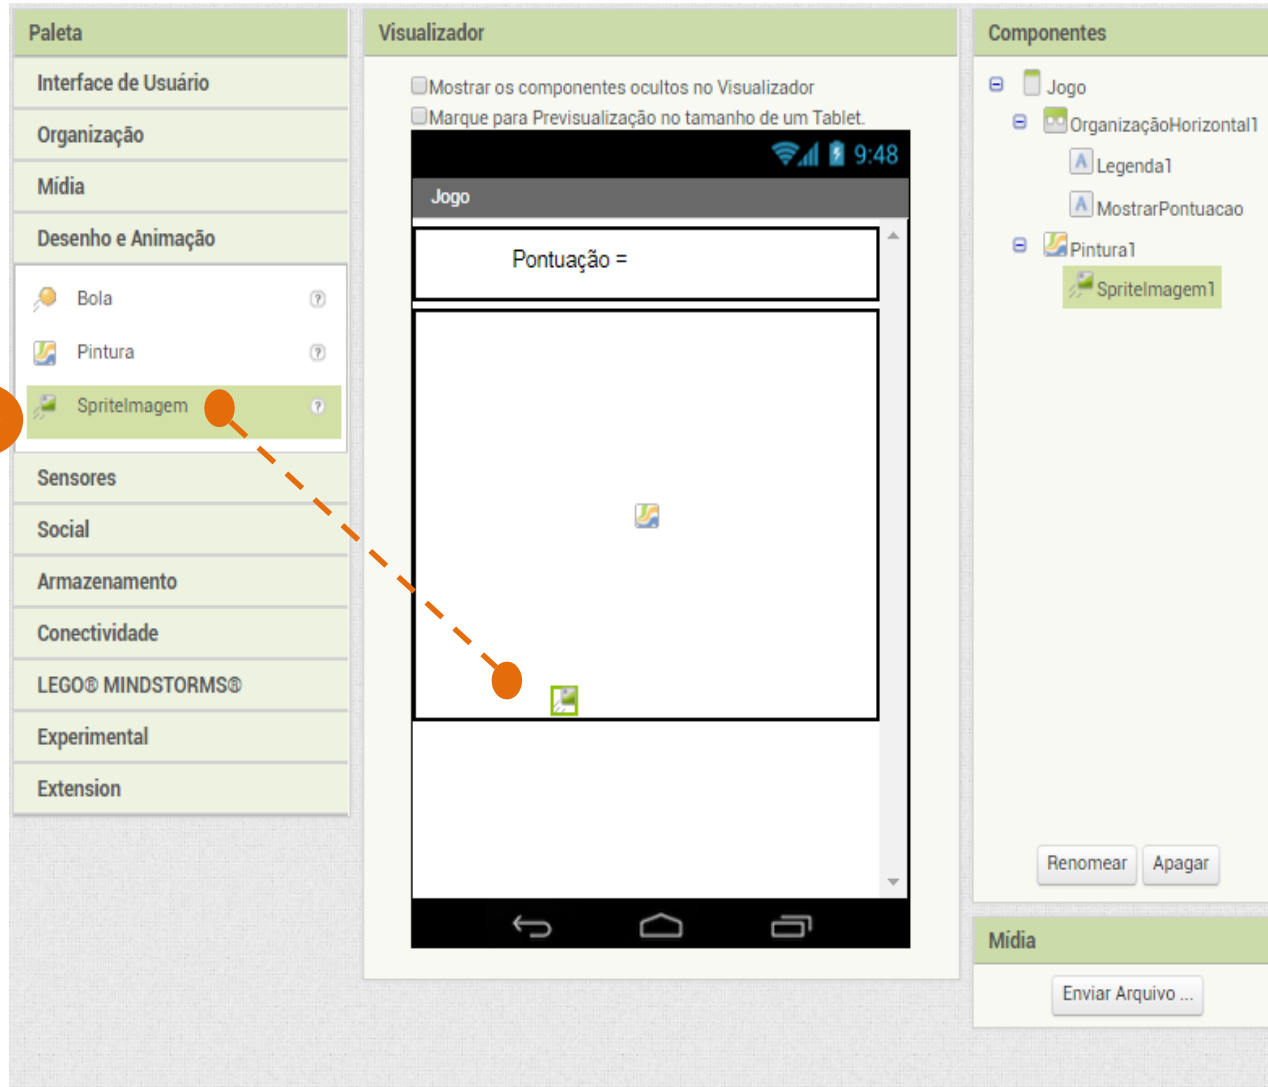 Paleta
Interface de Usuário
Organização
Mídia
Desenho e Animação
Bola
?
Pintura
?
SpriteImagem
?
Sensores
Social
Armazenamento
Conectividade
LEGO® MINDSTORMS®
Experimental
Extension
Visualizador
Mostrar os componentes ocultos no Visualizador
Marque para Previsualização no tamanho de um Tablet.
9:48
Jogo
Pontuação =
Componentes
Jogo
OrganizaçãoHorizontal1
A Legenda1
A MostrarPontuacao
Pintura1
SpriteImagem1
Renomear Apagar
Mídia
Enviar Arquivo ...